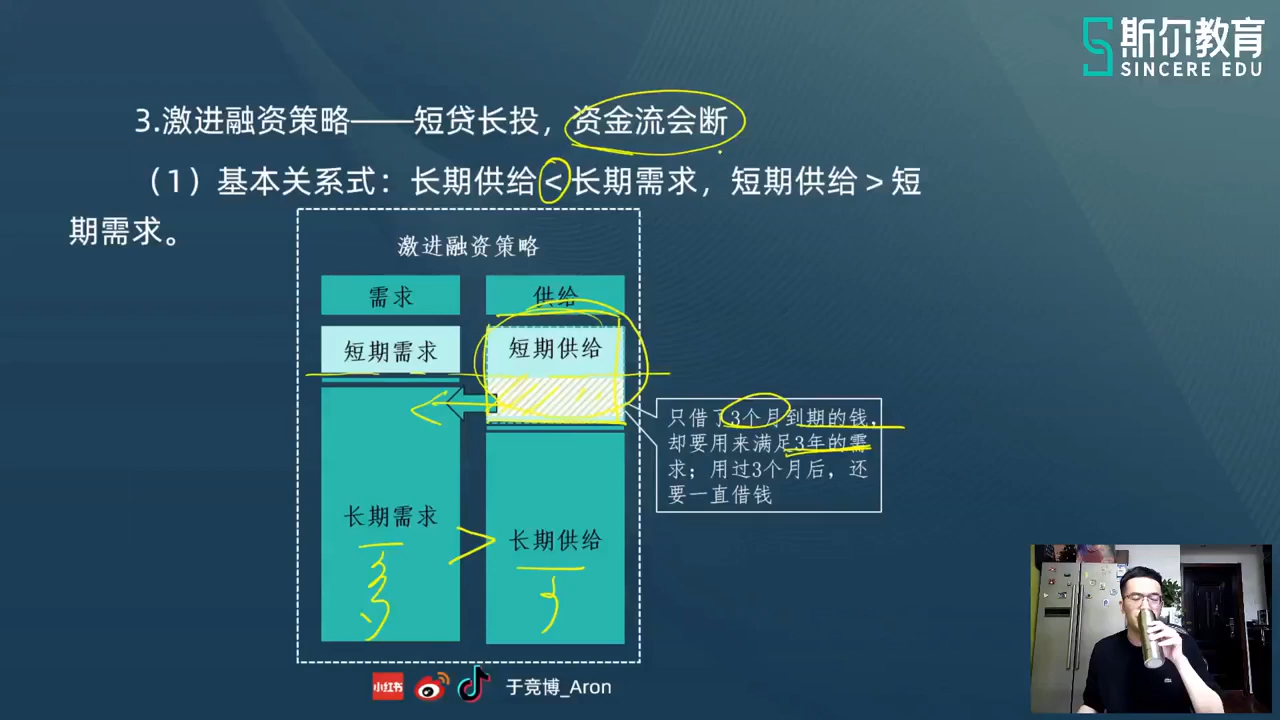 斯尔教育
SINCERE EDU
3.激进融资策略——短贷长投，资金流会断
（1）基本关系式：长期供给<长期需求，短期供给>短
期需求。
激进融资策略
需求
供给
短期需求
短期供给
只借了3个月到期的钱，
却要用来满足3年的需
求；用过3个月后，还
要一直借钱
长期需求
长期供给
多
>
小红书
于竞博_Aron